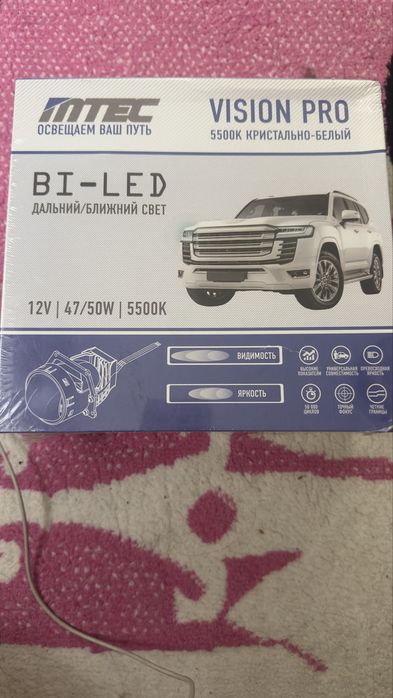 MTEC
ОСВЕЩАЕМ ВАШ ПУТЬ
VISION PRO
5500K КРИСТАЛЬНО-БЕЛЫЙ
BI-LED
ДАЛЬНИЙ/БЛИЖНИЙ СВЕТ
12V | 47/50W | 5500K
ВИДИМОСТЬ
ЯРКОСТЬ
ВЫСОКИЕ
ПОКАЗАТЕЛИ
УНИВЕРСАЛЬНАЯ
СОВМЕСТИМОСТЬ
ПРЕВОСХОДНАЯ
ЯРКОСТЬ
50 000
ЦИКЛОВ
ТОЧНЫЙ
ФОКУС
ЧЕТКИЕ
ГРАНИЦЫ